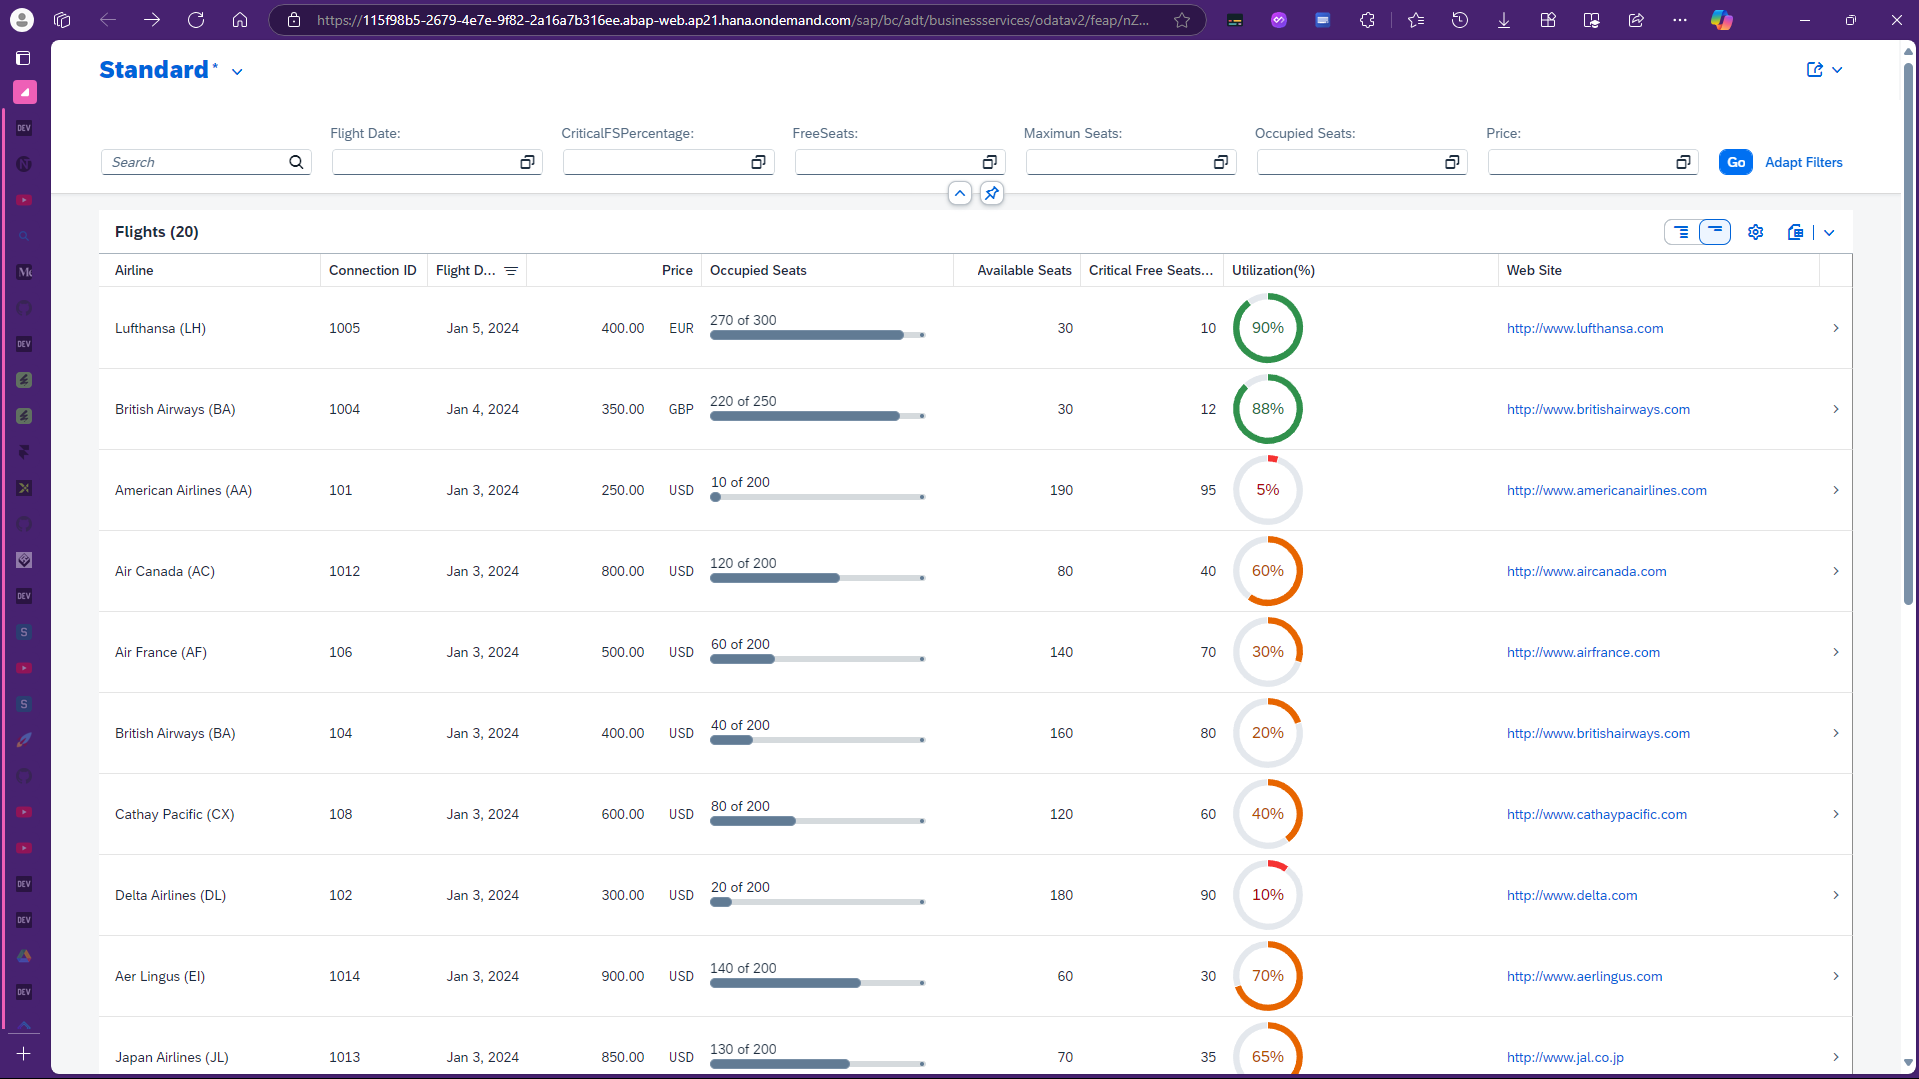 https://115f98b5-2679-4e7e-9f82-2a16a7b316ee.abap-web.ap21.hana.ondemand.com/sap/bc/adt/businessservices/odatav2/feap/nZ...
Standard *
Flight Date: CriticalFSPercentage: FreeSeats: Maximun Seats: Occupied Seats: Price:
Search Go Adapt Filters
Flights (20)
Airline Connection ID Flight D... Price Occupied Seats Available Seats Critical Free Seats... Utilization(%) Web Site
Lufthansa (LH) 1005 Jan 5, 2024 400.00 EUR 270 of 300 30 10 90% http://www.lufthansa.com
British Airways (BA) 1004 Jan 4, 2024 350.00 GBP 220 of 250 30 12 88% http://www.britishairways.com
American Airlines (AA) 101 Jan 3, 2024 250.00 USD 10 of 200 190 95 5% http://www.americanairlines.com
Air Canada (AC) 1012 Jan 3, 2024 800.00 USD 120 of 200 80 40 60% http://www.aircanada.com
Air France (AF) 106 Jan 3, 2024 500.00 USD 60 of 200 140 70 30% http://www.airfrance.com
British Airways (BA) 104 Jan 3, 2024 400.00 USD 40 of 200 160 80 20% http://www.britishairways.com
Cathay Pacific (CX) 108 Jan 3, 2024 600.00 USD 80 of 200 120 60 40% http://www.cathaypacific.com
Delta Airlines (DL) 102 Jan 3, 2024 300.00 USD 20 of 200 180 90 10% http://www.delta.com
Aer Lingus (EI) 1014 Jan 3, 2024 900.00 USD 140 of 200 60 30 70% http://www.aerlingus.com
Japan Airlines (JL) 1013 Jan 3, 2024 850.00 USD 130 of 200 70 35 65% http://www.jal.co.jp
DEV
DEV
DEV
S
S
DEV
DEV
DEV